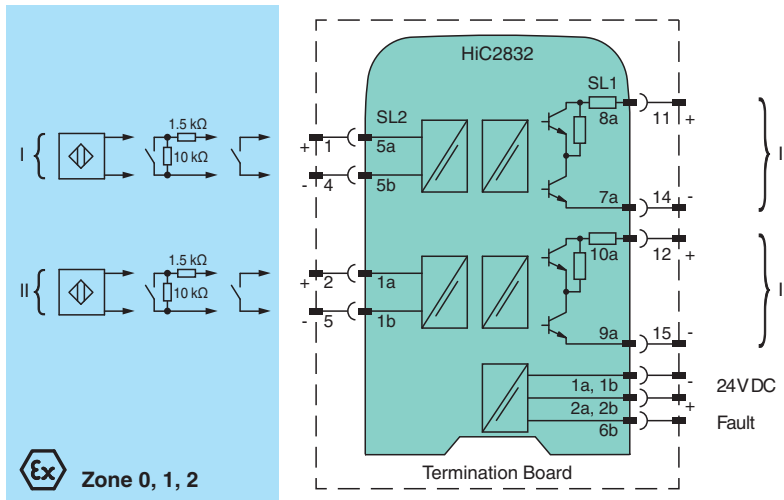 HiC2832
SL1
1.5 kΩ
SL2
8a
11
+
I
10 kΩ
+
1
5a
I
-
4
5b
7a
14
-
1.5 kΩ
10a
12
+
II
10 kΩ
+
2
1a
I
-
5
1b
9a
15
-
1a, 1b
-
24V DC
2a, 2b
+
6b
Fault
Ex
Zone 0, 1, 2
Termination Board